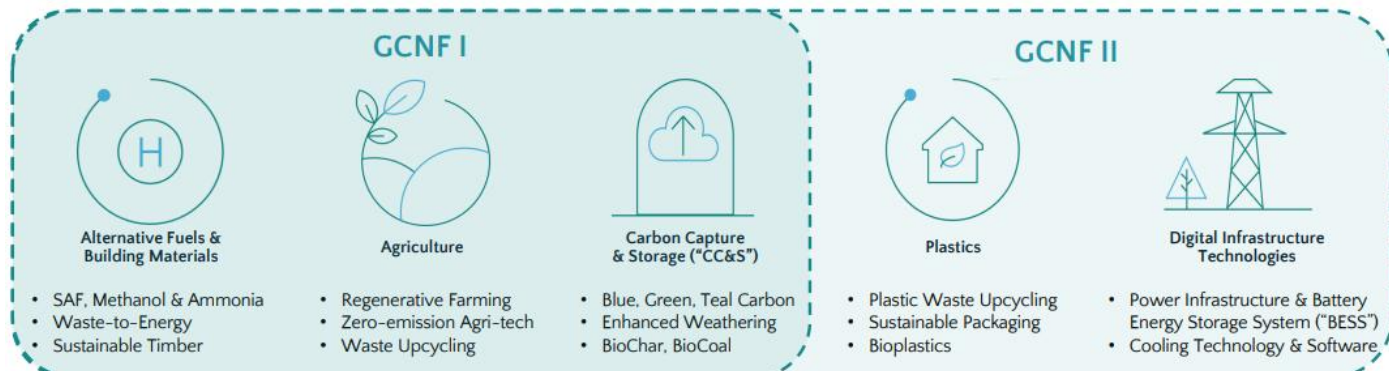 GCNF I
GCNF II
H
Alternative Fuels &
Building Materials
• SAF, Methanol & Ammonia
• Waste-to-Energy
• Sustainable Timber
Agriculture
• Regenerative Farming
• Zero-emission Agri-tech
• Waste Upcycling
Carbon Capture
& Storage (“CC&S”)
• Blue, Green, Teal Carbon
• Enhanced Weathering
• BioChar, BioCoal
Plastics
• Plastic Waste Upcycling
• Sustainable Packaging
• Bioplastics
Digital Infrastructure
Technologies
• Power Infrastructure & Battery
Energy Storage System (“BESS”)
• Cooling Technology & Software